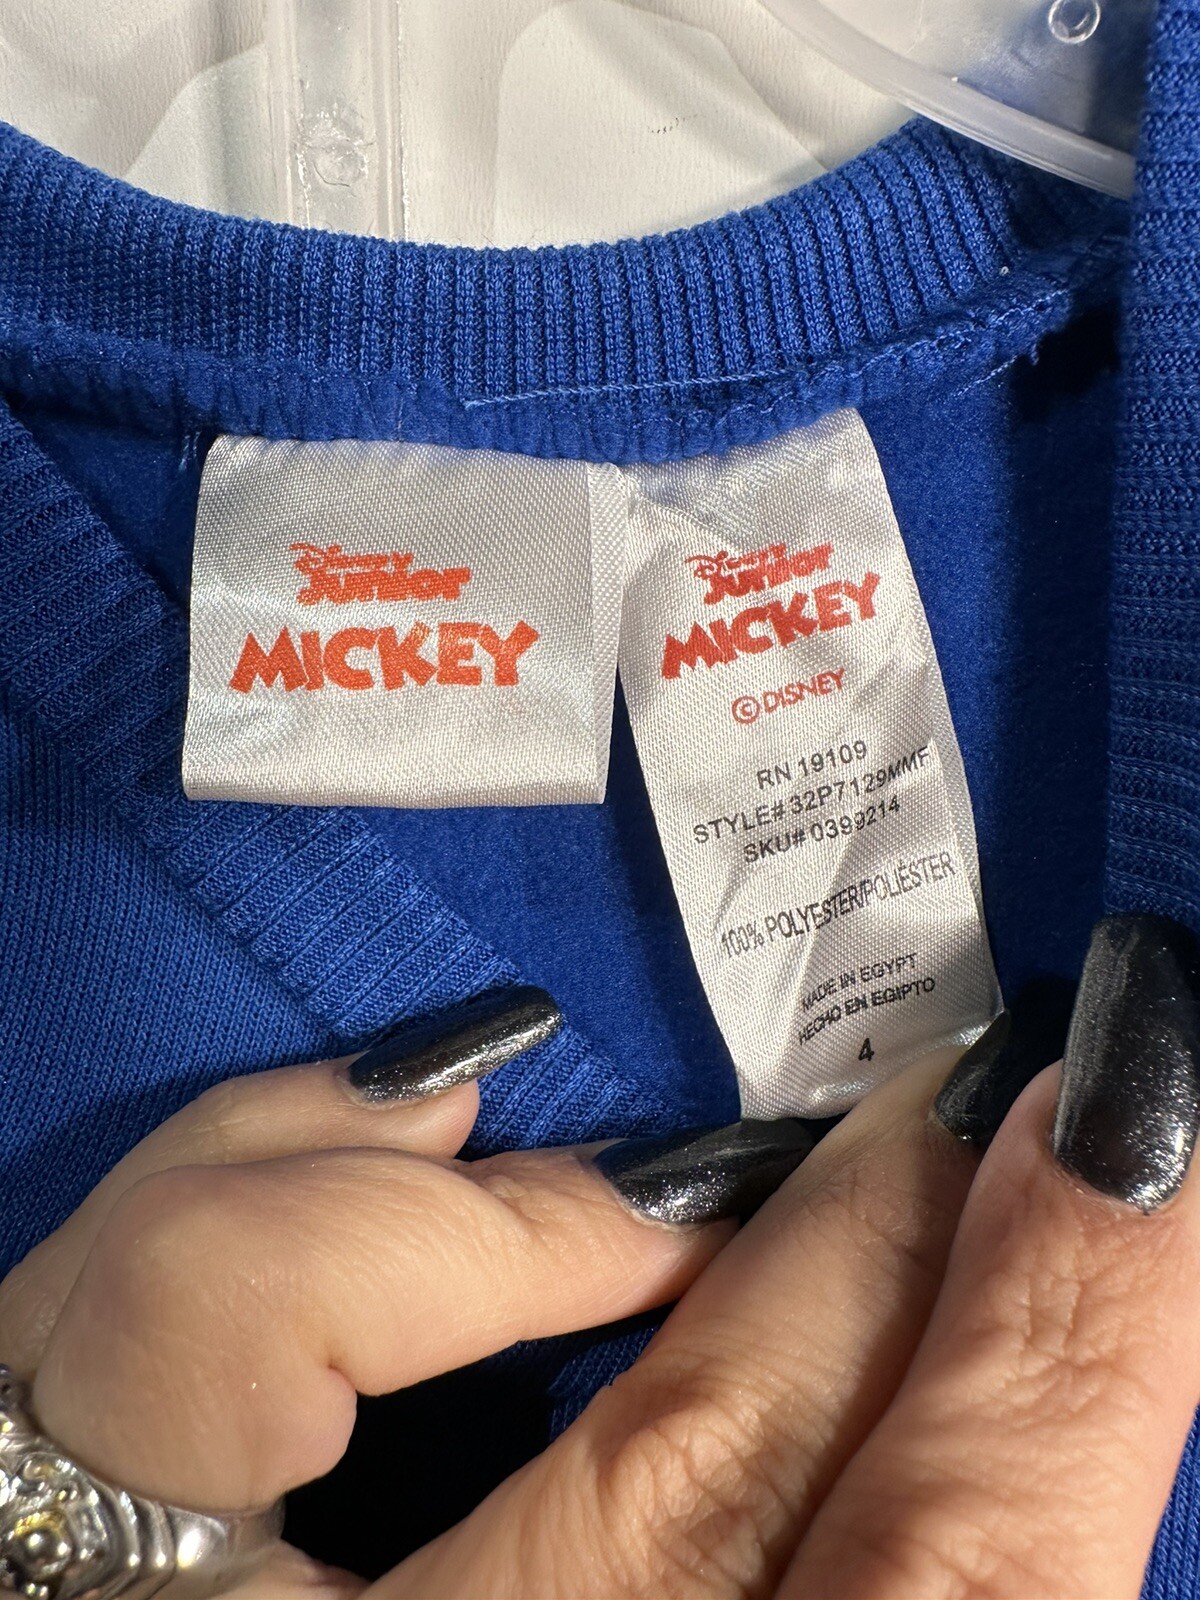 Disney
Junior
MICKEY
Disney
Junior
MICKEY
© DISNEY
RN 19109
STYLE# 32P7129MMF
SKU# 0399214
100% POLYESTER/POLIÉSTER
MADE IN EGYPT
HECHO EN EGIPTO
4